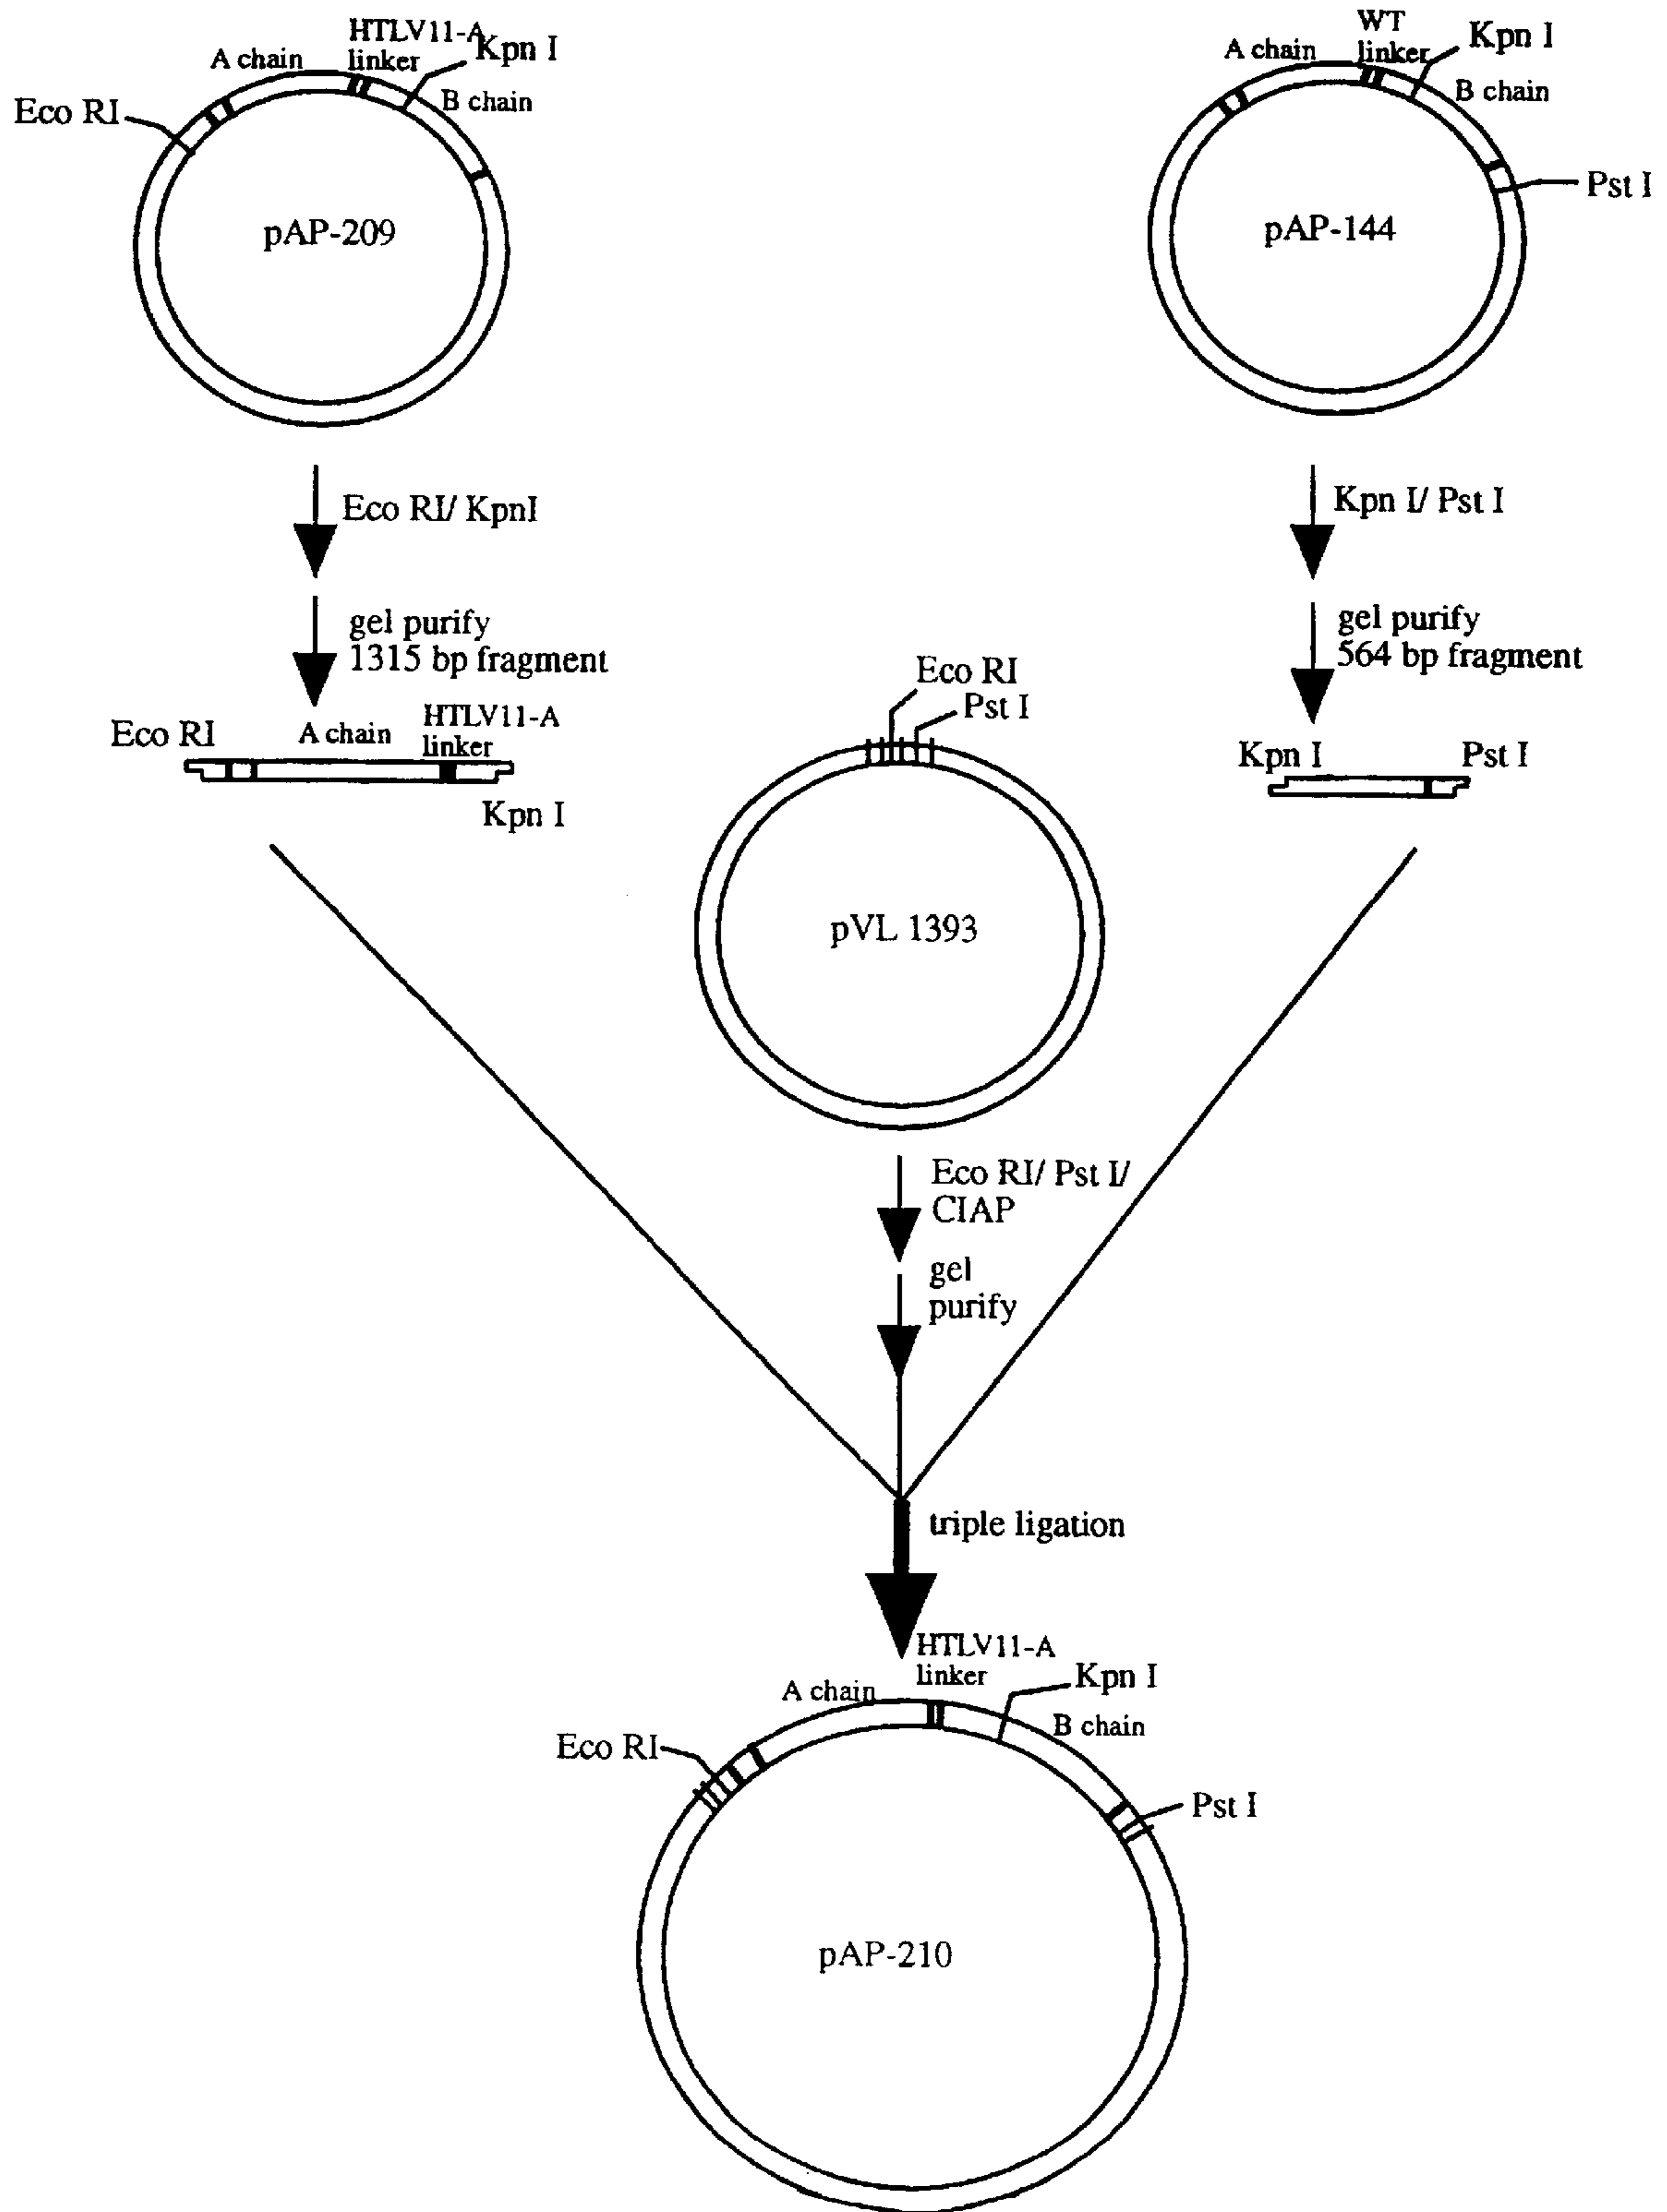 A chain
HTLV11-A
linker
Kpn I
B chain
Eco RI
pAP-209
A chain
WT
linker
Kpn I
B chain
Pst I
pAP-144
Eco RI/ KpnI
gel purify
1315 bp fragment
Eco RI
A chain
HTLV11-A
linker
Kpn I
Kpn I/ Pst I
gel purify
564 bp fragment
Kpn I
Pst I
Eco RI
Pst I
pVL 1393
Eco RI/ Pst I/
CIAP
gel
purify
triple ligation
HTLV11-A
linker
A chain
Kpn I
B chain
Eco RI
Pst I
pAP-210